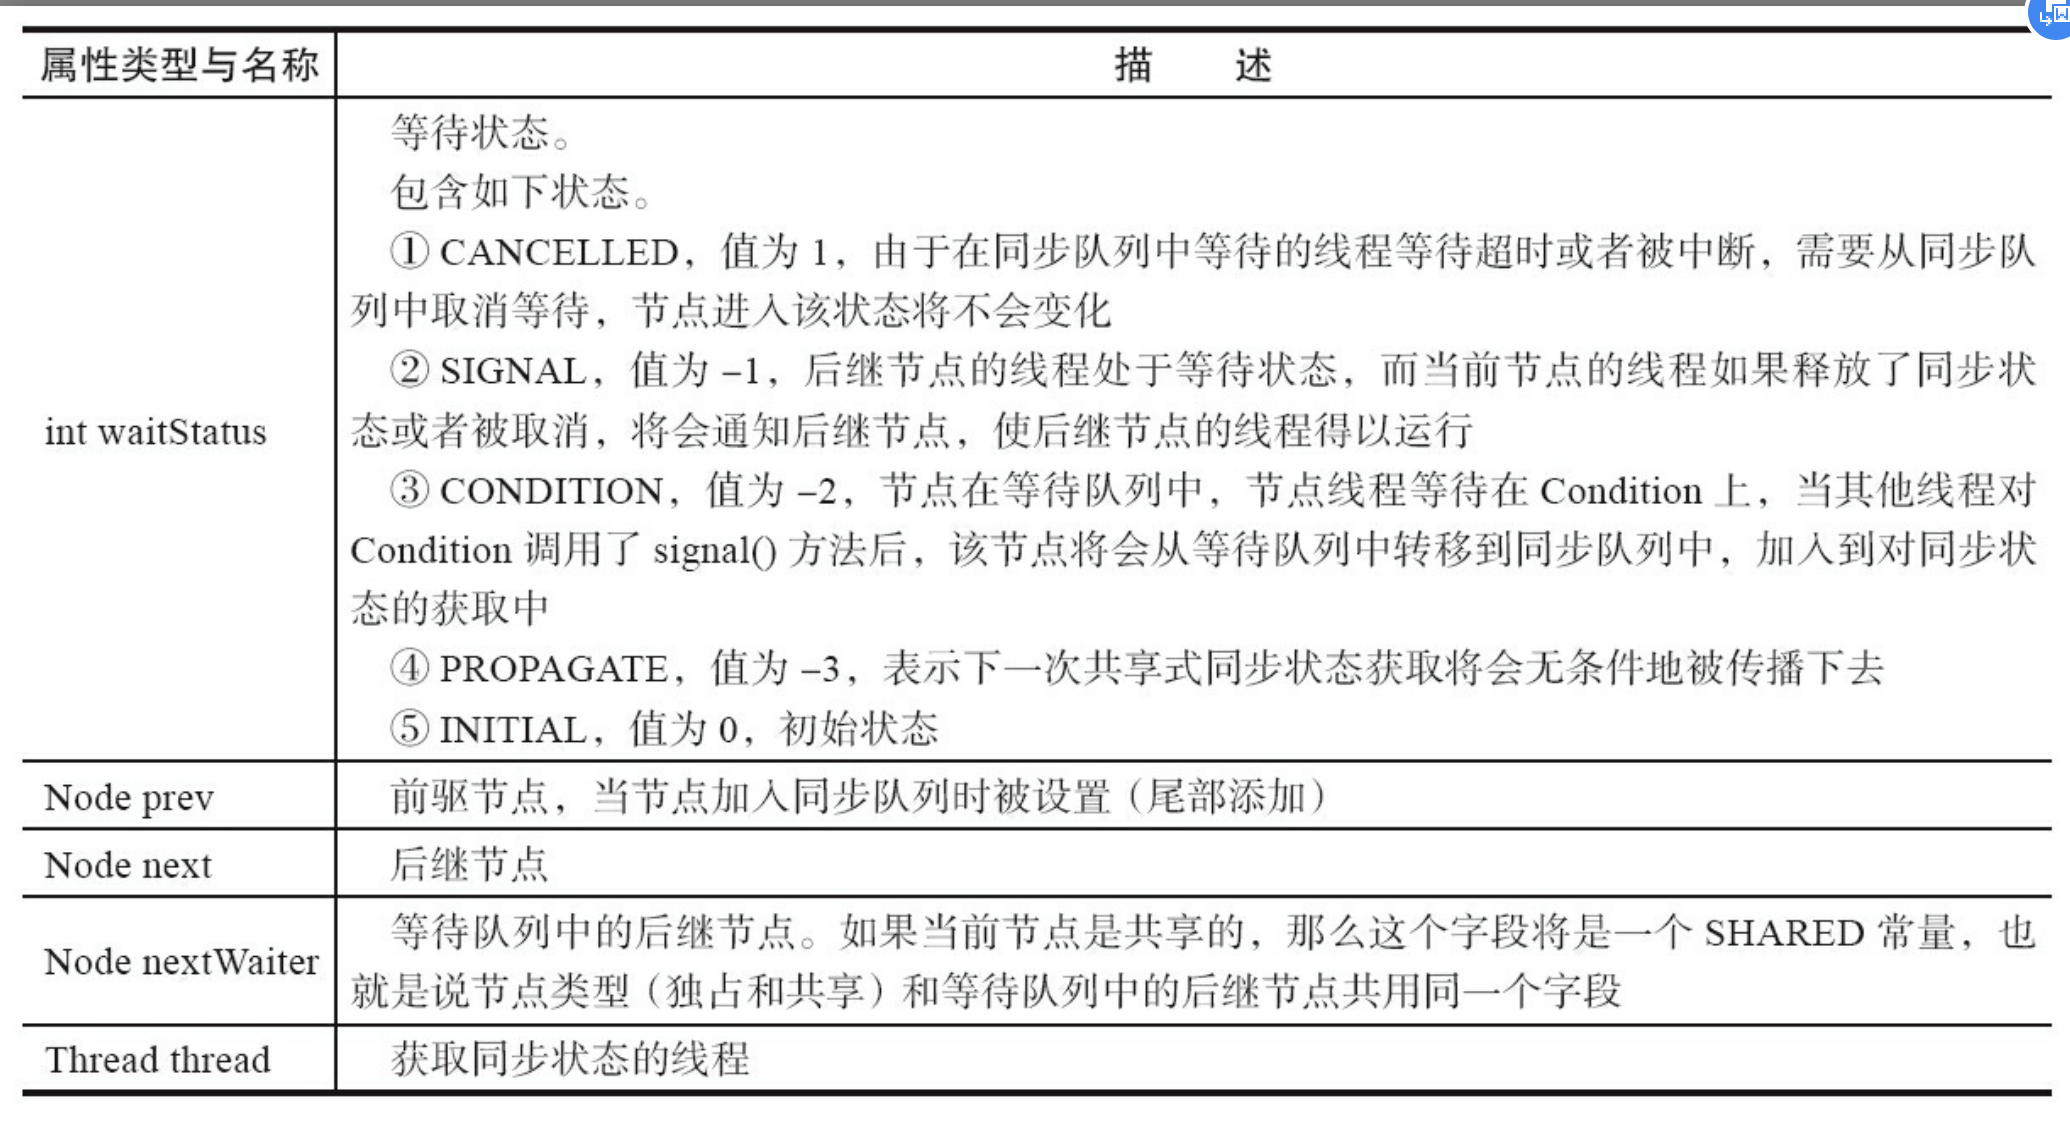 属性类型与名称 描 述
等待状态。
包含如下状态。
① CANCELLED，值为 1，由于在同步队列中等待的线程等待超时或者被中断，需要从同步队
列中取消等待，节点进入该状态将不会变化
② SIGNAL，值为 –1，后继节点的线程处于等待状态，而当前节点的线程如果释放了同步状
int waitStatus 态或者被取消，将会通知后继节点，使后继节点的线程得以运行
③ CONDITION，值为 –2，节点在等待队列中，节点线程等待在 Condition 上，当其他线程对
Condition 调用了 signal() 方法后，该节点将会从等待队列中转移到同步队列中，加入到对同步状
态的获取中
④ PROPAGATE，值为 –3，表示下一次共享式同步状态获取将会无条件地被传播下去
⑤ INITIAL，值为 0，初始状态
Node prev 前驱节点，当节点加入同步队列时被设置（尾部添加）
Node next 后继节点
等待队列中的后继节点。如果当前节点是共享的，那么这个字段将是一个 SHARED 常量，也
Node nextWaiter 就是说节点类型（独占和共享）和等待队列中的后继节点共用同一个字段
Thread thread 获取同步状态的线程